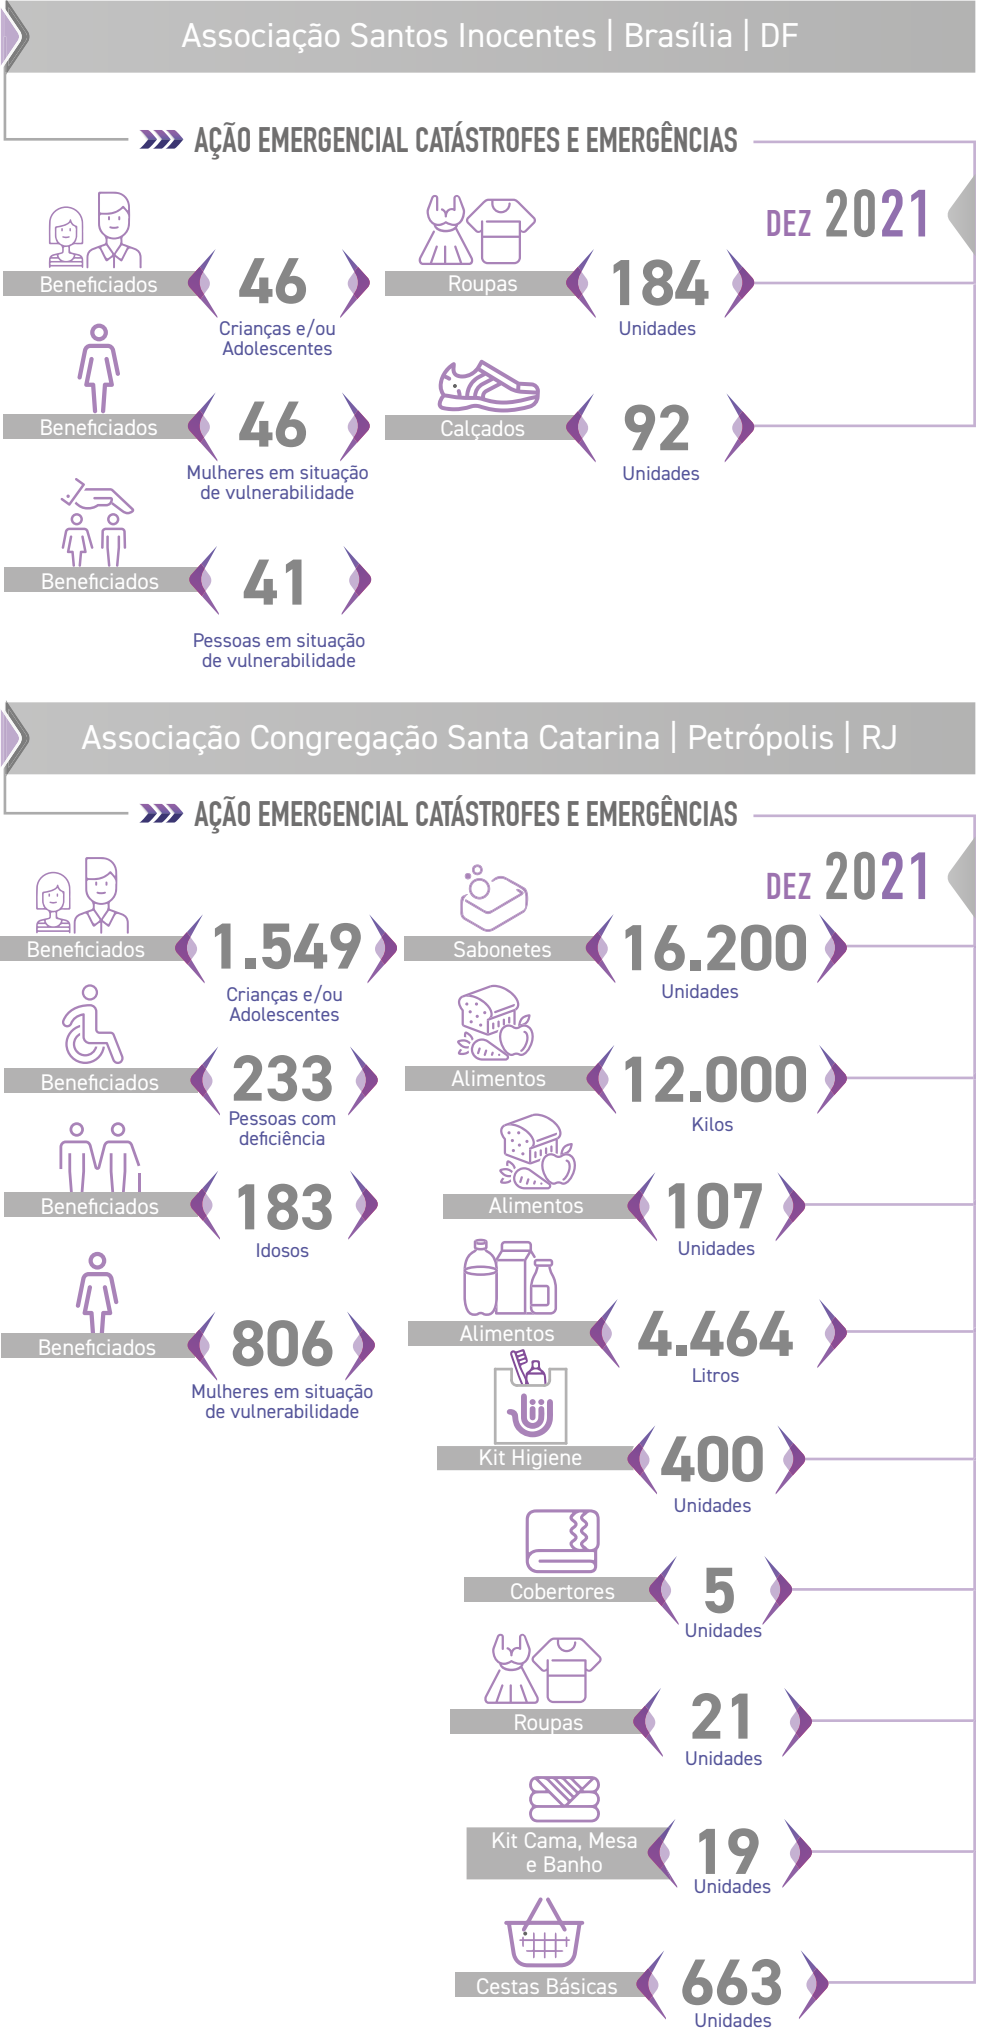 Associação Santos Inocentes | Brasília | DF
AÇÃO EMERGENCIAL CATÁSTROFES E EMERGÊNCIAS
DEZ 2021
Beneficiados
46
Crianças e/ou
Adolescentes
Roupas
184
Unidades
Beneficiados
46
Mulheres em situação
de vulnerabilidade
Calçados
92
Unidades
Beneficiados
41
Pessoas em situação
de vulnerabilidade
Associação Congregação Santa Catarina | Petrópolis | RJ
AÇÃO EMERGENCIAL CATÁSTROFES E EMERGÊNCIAS
DEZ 2021
Beneficiados
1.549
Crianças e/ou
Adolescentes
Sabonetes
16.200
Unidades
Beneficiados
233
Pessoas com
deficiência
Alimentos
12.000
Kilos
Beneficiados
183
Idosos
Alimentos
107
Unidades
Beneficiados
806
Mulheres em situação
de vulnerabilidade
Alimentos
4.464
Litros
Kit Higiene
400
Unidades
Cobertores
5
Unidades
Roupas
21
Unidades
Kit Cama, Mesa
e Banho
19
Unidades
Cestas Básicas
663
Unidades